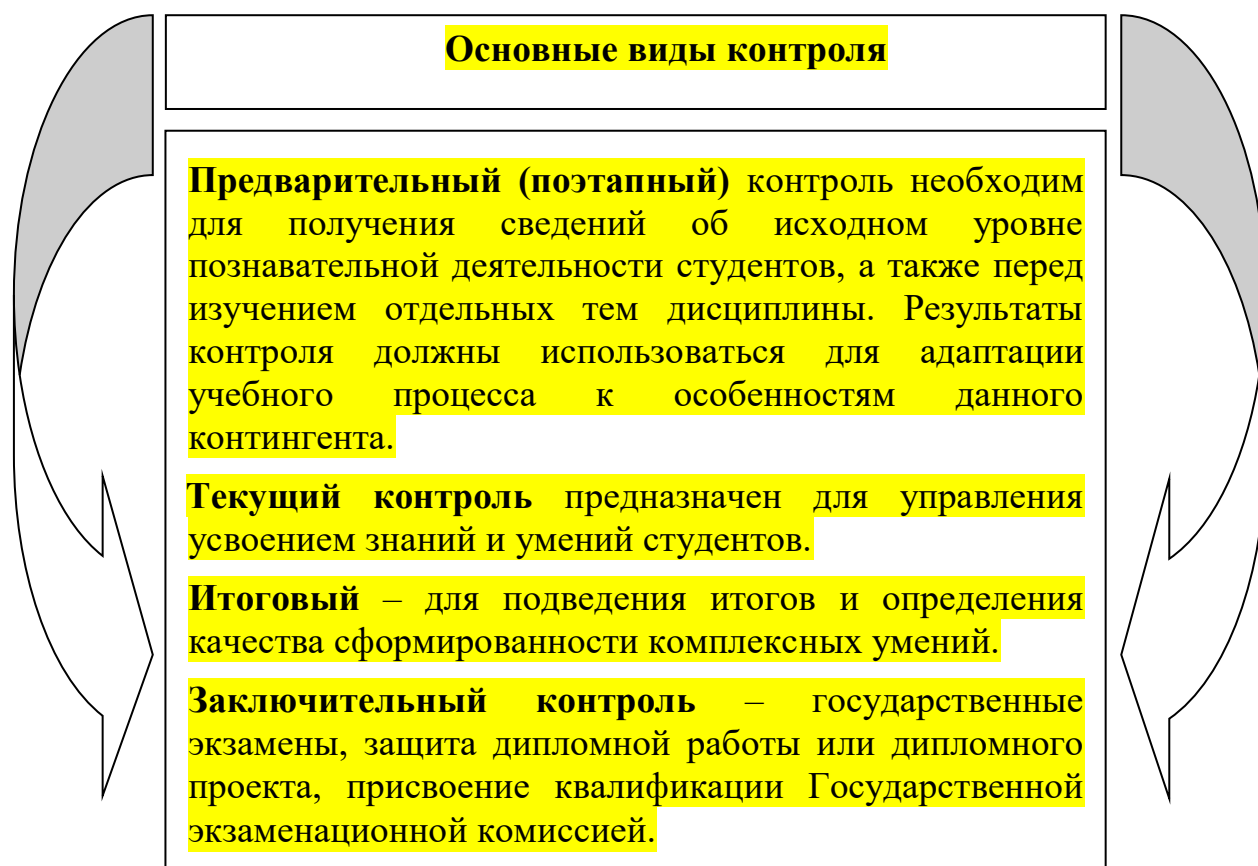 Основные виды контроля
Предварительный (поэтапный) контроль необходим
для получения сведений об исходном уровне
познавательной деятельности студентов, а также перед
изучением отдельных тем дисциплины. Результаты
контроля должны использоваться для адаптации
учебного процесса к особенностям данного
контингента.
Текущий контроль предназначен для управления
усвоением знаний и умений студентов.
Итоговый – для подведения итогов и определения
качества сформированности комплексных умений.
Заключительный контроль – государственные
экзамены, защита дипломной работы или дипломного
проекта, присвоение квалификации Государственной
экзаменационной комиссией.